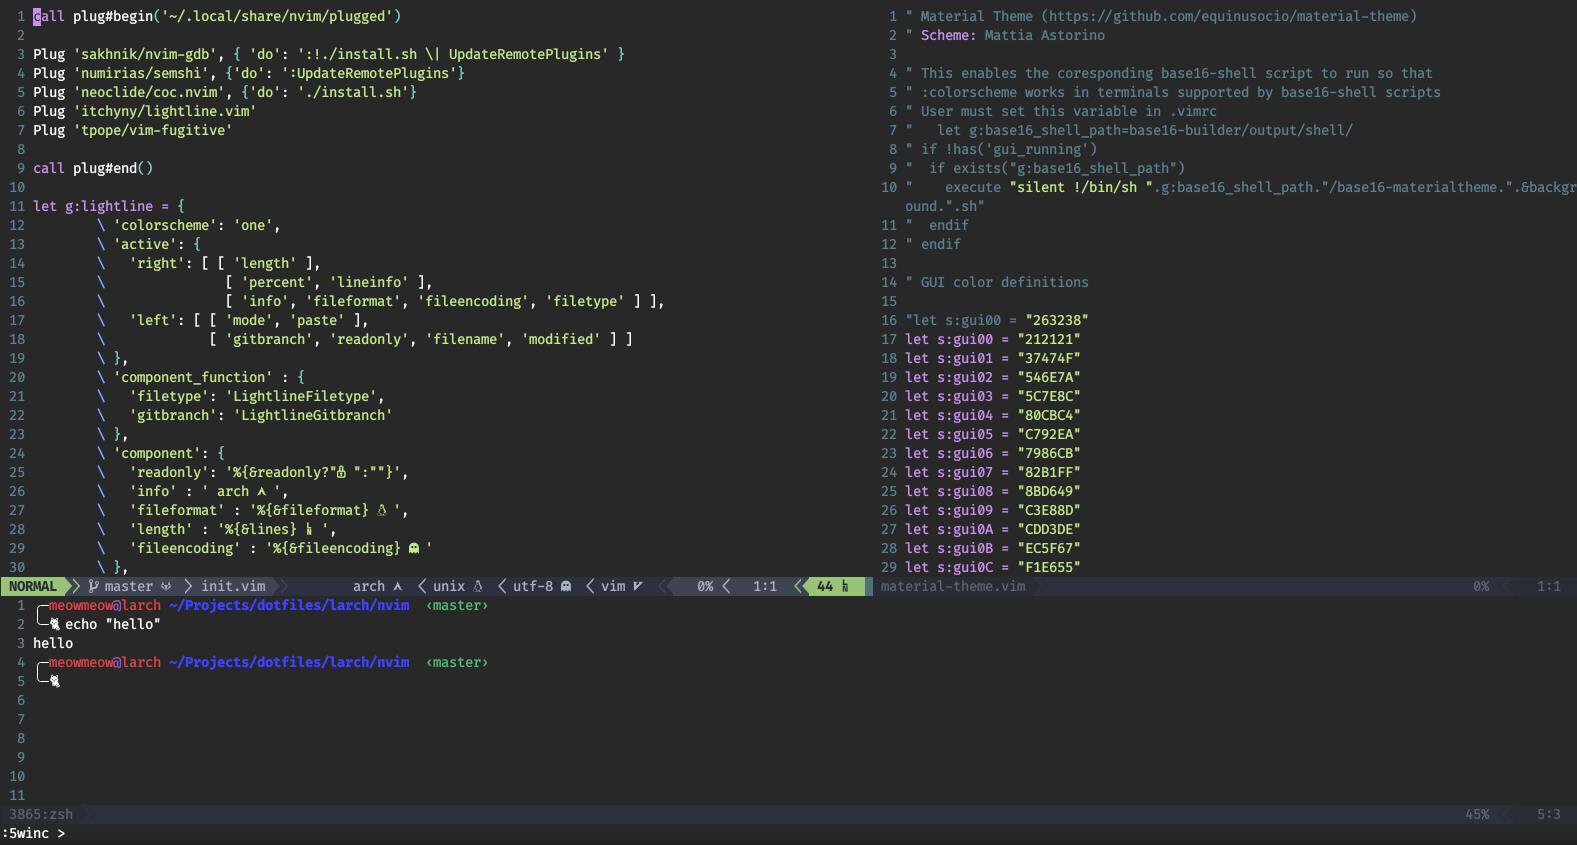 1 call plug#begin('~/.local/share/nvim/plugged')
2
3 Plug 'sakhnik/nvim-gdb', { 'do': ':!./install.sh \| UpdateRemotePlugins' }
4 Plug 'numirias/semshi', {'do': ':UpdateRemotePlugins'}
5 Plug 'neoclide/coc.nvim', {'do': './install.sh'}
6 Plug 'itchyny/lightline.vim'
7 Plug 'tpope/vim-fugitive'
8
9 call plug#end()
10
11 let g:lightline = {
12 \ 'colorscheme': 'one',
13 \ 'active': {
14 \   'right': [ [ 'length' ],
15 \               [ 'percent', 'lineinfo' ],
16 \               [ 'info', 'fileformat', 'fileencoding', 'filetype' ] ],
17 \   'left': [ [ 'mode', 'paste' ],
18 \             [ 'gitbranch', 'readonly', 'filename', 'modified' ] ]
19 \ },
20 \ 'component_function' : {
21 \   'filetype': 'LightlineFiletype',
22 \   'gitbranch': 'LightlineGitbranch'
23 \ },
24 \ 'component': {
25 \   'readonly': '%{&readonly?" ":""}',
26 \   'info' : ' arch ',
27 \   'fileformat' : '%{&fileformat} ',
28 \   'length' : '%{&lines} ',
29 \   'fileencoding' : '%{&fileencoding} '
30 \ },
NORMAL master init.vim arch unix utf-8 vim 0% 1:1 44
1 " Material Theme (https://github.com/equinusocio/material-theme)
2 " Scheme: Mattia Astorino
3
4 " This enables the coresponding base16-shell script to run so that
5 " :colorscheme works in terminals supported by base16-shell scripts
6 " User must set this variable in .vimrc
7 "   let g:base16_shell_path=base16-builder/output/shell/
8 " if !has('gui_running')
9 "  if exists("g:base16_shell_path")
10 "    execute "silent !/bin/sh ".g:base16_shell_path."/base16-materialtheme.".&backgr
ound.".sh"
11 "  endif
12 " endif
13
14 " GUI color definitions
15
16 "let s:gui00 = "263238"
17 let s:gui00 = "212121"
18 let s:gui01 = "37474F"
19 let s:gui02 = "546E7A"
20 let s:gui03 = "5C7E8C"
21 let s:gui04 = "80CBC4"
22 let s:gui05 = "C792EA"
23 let s:gui06 = "7986CB"
24 let s:gui07 = "82B1FF"
25 let s:gui08 = "8BD649"
26 let s:gui09 = "C3E88D"
27 let s:gui0A = "CDD3DE"
28 let s:gui0B = "EC5F67"
29 let s:gui0C = "F1E655"
material-theme.vim 0% 1:1
1 meowmeow@larch ~/Projects/dotfiles/larch/nvim ‹master›
2 echo "hello"
3 hello
4 meowmeow@larch ~/Projects/dotfiles/larch/nvim ‹master›
5
6
7
8
9
10
11
3865:zsh 45% 5:3
:5winc >